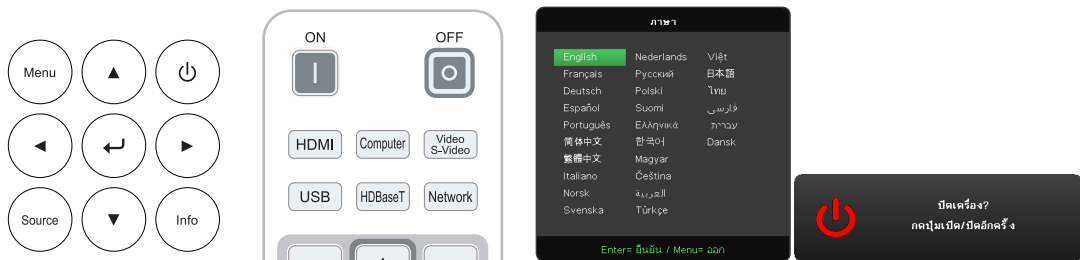 Menu
Source
Info
ON
OFF
HDMI
Computer
Video
S-Video
USB
HDBaseT
Network
ภาษา
English
Français
Deutsch
Español
Português
简体中文
繁體中文
Italiano
Norsk
Svenska
Nederlands
Русский
Polski
Suomi
Ελληνικά
한국어
Magyar
Čeština
العربية
Türkçe
Việt
日本語
ไทย
فارسی
עברית
Dansk
Enter= ยืนยัน / Menu= ออก
ปิดเครื่อง?
กดปุ่มเปิด/ปิดอีกครั้ง